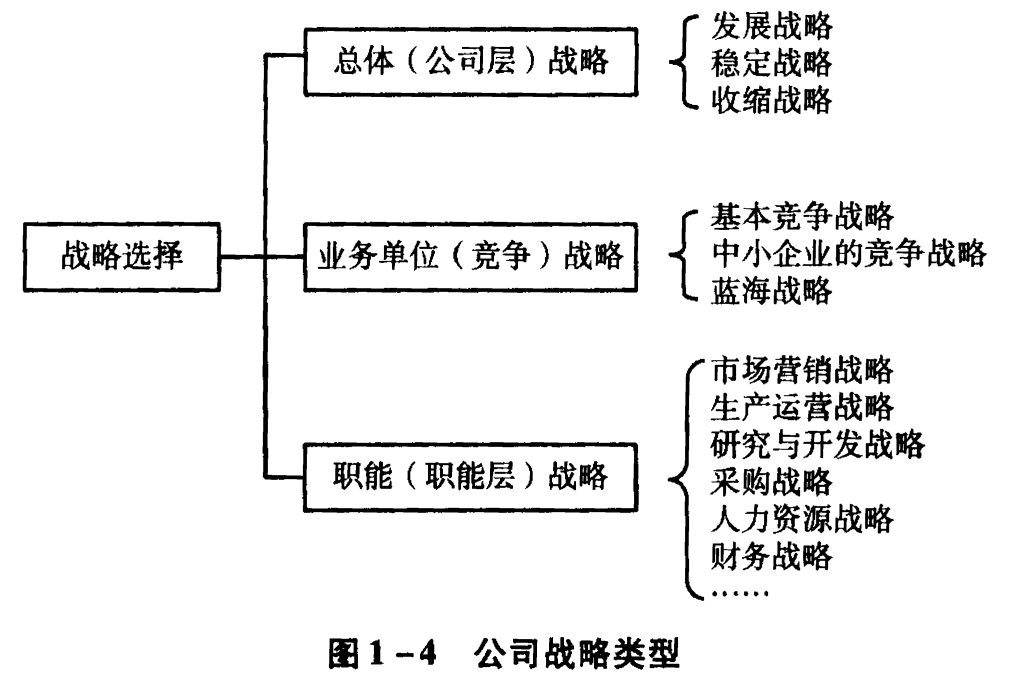 战略选择
总体（公司层）战略
发展战略
稳定战略
收缩战略
业务单位（竞争）战略
基本竞争战略
中小企业的竞争战略
蓝海战略
职能（职能层）战略
市场营销战略
生产运营战略
研究与开发战略
采购战略
人力资源战略
财务战略
……
图1-4 公司战略类型